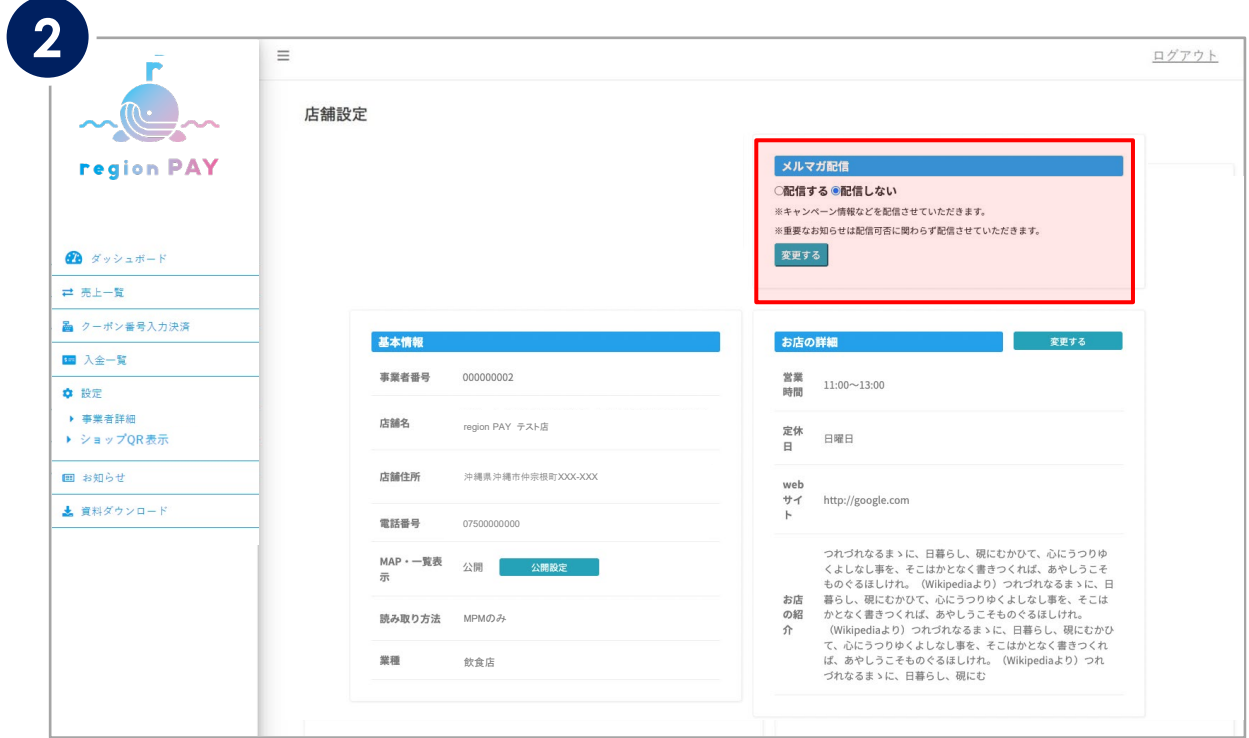 2
ログアウト
region PAY
店舗設定
メルマガ配信
配信する 配信しない
※キャンペーン情報などを配信させていただきます。
※重要なお知らせは配信可否に関わらず配信させていただきます。
変更する
ダッシュボード
売上一覧
クーポン番号入力決済
入金一覧
設定
事業者詳細
ショップQR表示
お知らせ
資料ダウンロード
基本情報
事業者番号 000000002
店舗名 region PAY テスト店
店舗住所 沖縄県沖縄市仲宗根町XXX-XXX
電話番号 07500000000
MAP・一覧表
示
公開 公開設定
読み取り方法 MPMのみ
業種 飲食店
お店の詳細 変更する
営業
時間
11:00〜13:00
定休
日
日曜日
web
サイ
ト
http://google.com
お店
の紹
介
つれづれなるまゝに、日暮らし、硯にむかひて、心にうつりゆ
くよしなし事を、そこはかとなく書きつくれば、あやしうこそ
ものぐるほしけれ。（Wikipediaより）つれづれなるまゝに、日
暮らし、硯にむかひて、心にうつりゆくよしなし事を、そこは
かとなく書きつくれば、あやしうこそものぐるほしけれ。
（Wikipediaより）つれづれなるまゝに、日暮らし、硯にむかひ
て、心にうつりゆくよしなし事を、そこはかとなく書きつくれ
ば、あやしうこそものぐるほしけれ。（Wikipediaより）つれ
づれなるまゝに、日暮らし、硯にむ